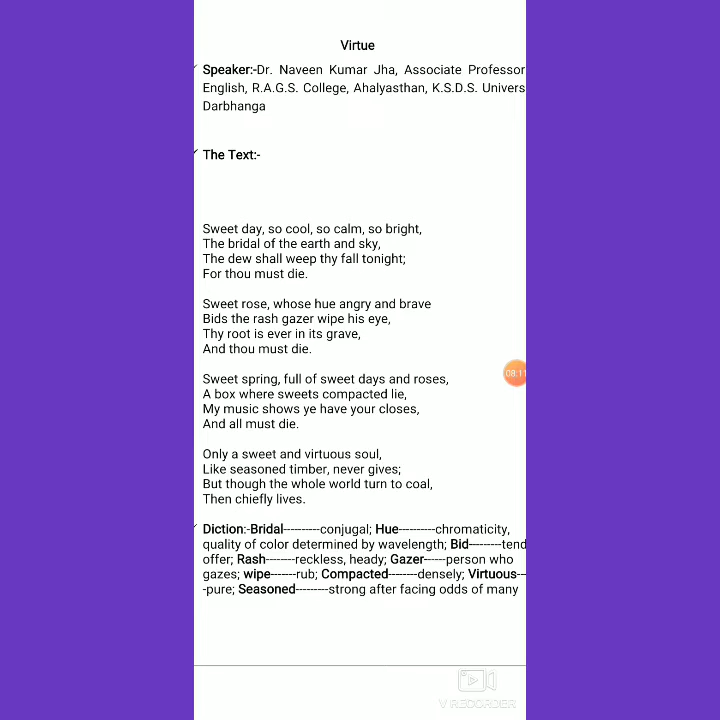 Virtue
Speaker:-Dr. Naveen Kumar Jha, Associate Professor
English, R.A.G.S. College, Ahalyasthan, K.S.D.S. Univers
Darbhanga
The Text:-
Sweet day, so cool, so calm, so bright,
The bridal of the earth and sky,
The dew shall weep thy fall tonight;
For thou must die.
Sweet rose, whose hue angry and brave
Bids the rash gazer wipe his eye,
Thy root is ever in its grave,
And thou must die.
Sweet spring, full of sweet days and roses,
A box where sweets compacted lie,
08:11
My music shows ye have your closes,
And all must die.
Only a sweet and virtuous soul,
Like seasoned timber, never gives;
But though the whole world turn to coal,
Then chiefly lives.
Diction:-Bridal----------conjugal; Hue----------chromaticity,
quality of color determined by wavelength; Bid---------tend
offer; Rash--------reckless, heady; Gazer------person who
gazes; wipe-------rub; Compacted--------densely; Virtuous---
-pure; Seasoned---------strong after facing odds of many
V RECORDER